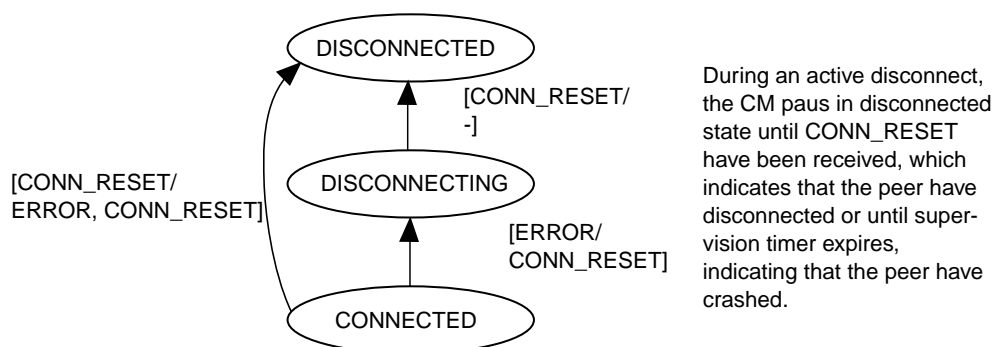 DISCONNECTED
[CONN_RESET/
-]
DISCONNECTING
[CONN_RESET/
ERROR, CONN_RESET]
[ERROR/
CONN_RESET]
CONNECTED
During an active disconnect,
the CM paus in disconnected
state until CONN_RESET
have been received, which
indicates that the peer have
disconnected or until super-
vision timer expires,
indicating that the peer have
crashed.